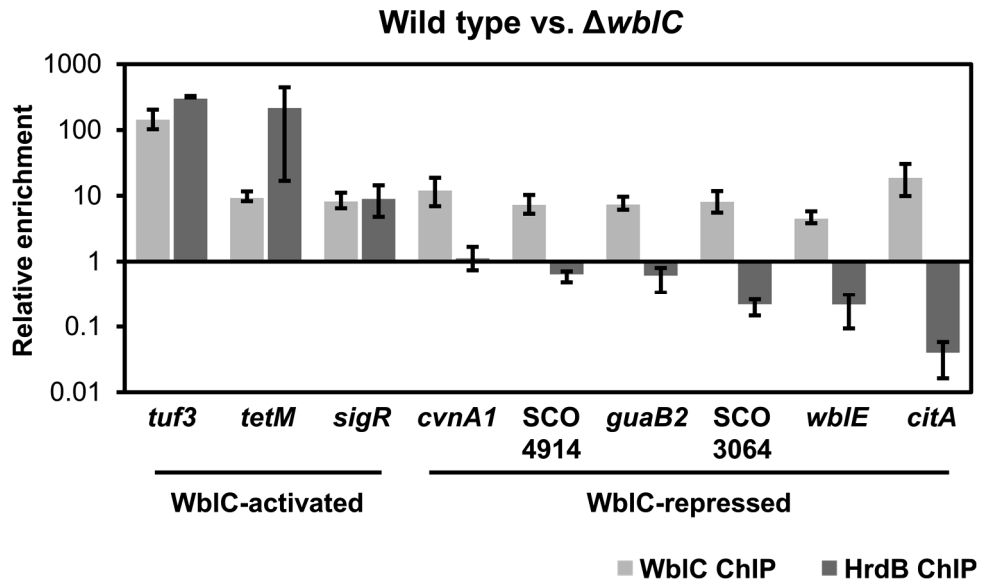 Wild type vs. ΔwblC
Relative enrichment
1000
100
10
1
0.1
0.01
tuf3 tetM sigR cvnA1 SCO 4914 guaB2 SCO 3064 wblE citA
WblC-activated WblC-repressed
WblC ChIP HrdB ChIP